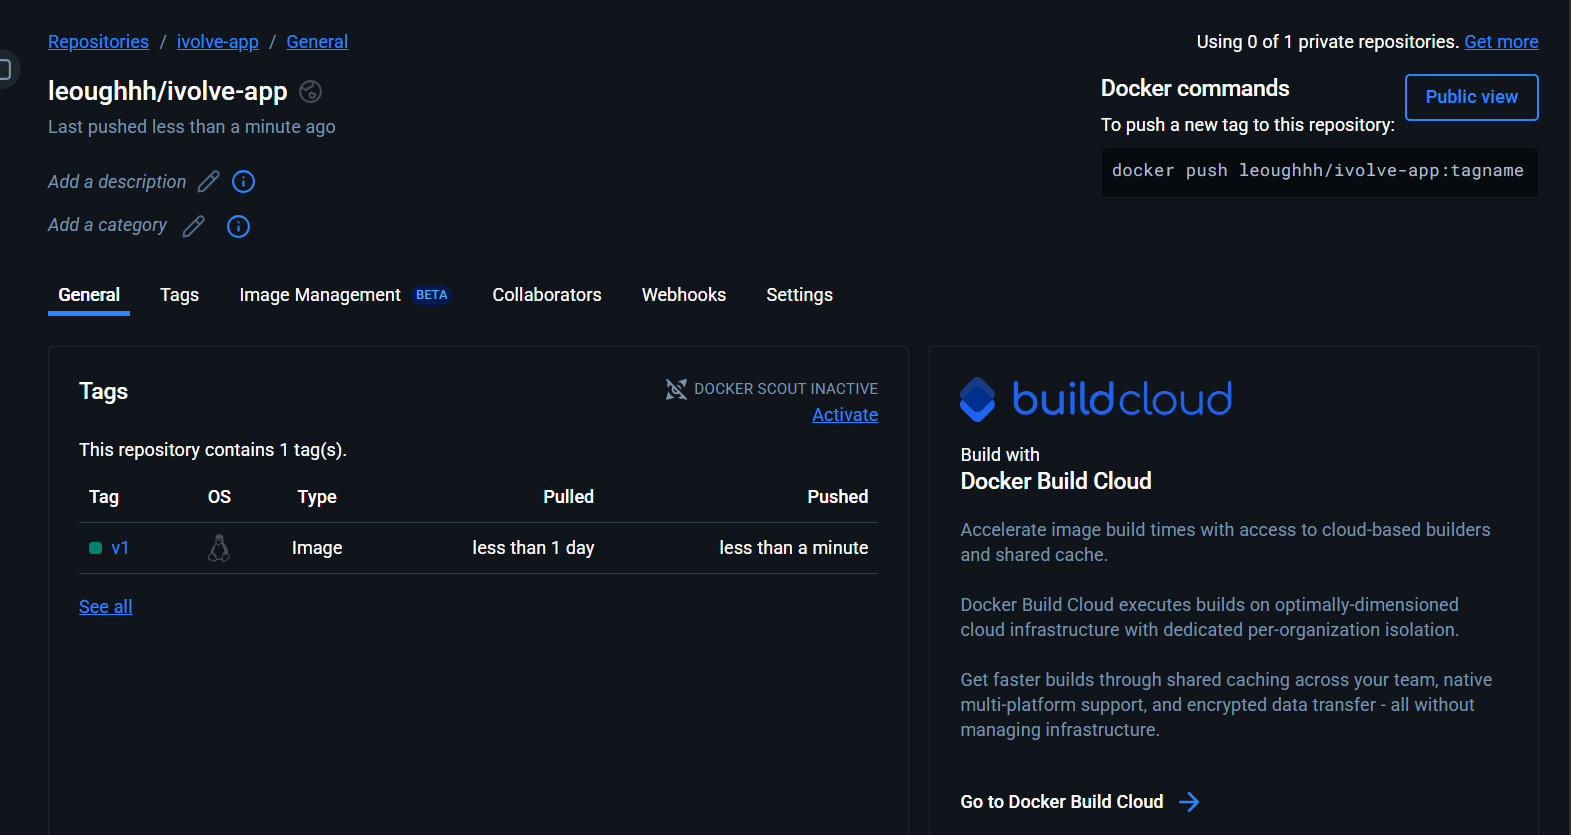 Repositories / ivolve-app / General
Using 0 of 1 private repositories. Get more
leoughhh/ivolve-app
Last pushed less than a minute ago
Add a description
Add a category
Docker commands
Public view
To push a new tag to this repository:
docker push leoughhh/ivolve-app:tagname
General Tags Image Management BETA Collaborators Webhooks Settings
Tags
DOCKER SCOUT INACTIVE
Activate
This repository contains 1 tag(s).
Tag OS Type Pulled Pushed
v1 Image less than 1 day less than a minute
See all
buildcloud
Build with
Docker Build Cloud
Accelerate image build times with access to cloud-based builders
and shared cache.
Docker Build Cloud executes builds on optimally-dimensioned
cloud infrastructure with dedicated per-organization isolation.
Get faster builds through shared caching across your team, native
multi-platform support, and encrypted data transfer - all without
managing infrastructure.
Go to Docker Build Cloud